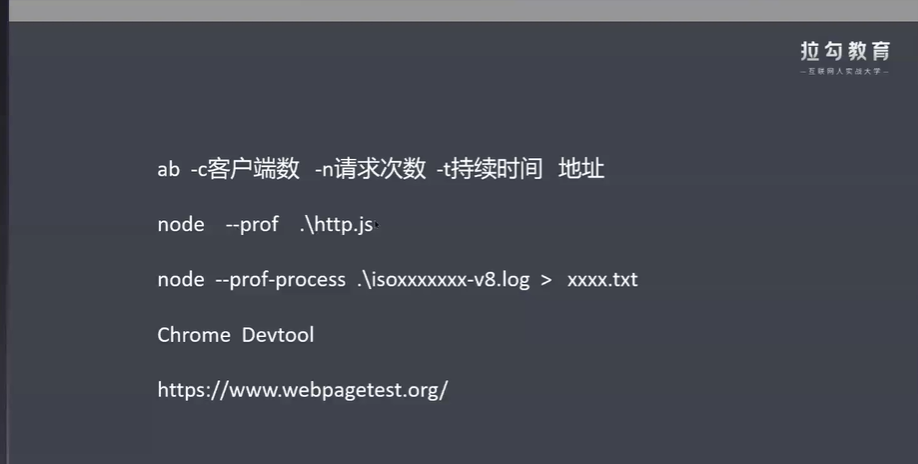 拉勾教育
—互联网人实战大学—
ab -c客户端数 -n请求次数 -t持续时间 地址
node --prof .\http.js
node --prof-process .\isoxxxxxxx-v8.log > xxxx.txt
Chrome Devtool
https://www.webpagetest.org/